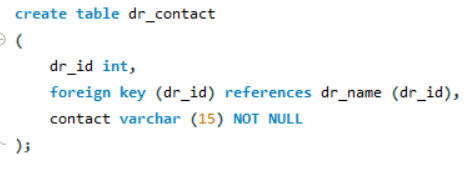 create table dr_contact
(
dr_id int,
foreign key (dr_id) references dr_name (dr_id),
contact varchar (15) NOT NULL
);